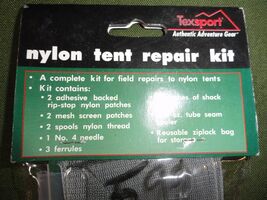 Texsport®
Authentic Adventure Gear™
nylon tent repair kit
• A complete kit for field repairs to nylon tents
• Kit contains:
• 2 adhesive backed
rip-stop nylon patches
• 2 mesh screen patches
• 2 spools nylon thread
• 1 No. 4 needle
• 3 ferrules
of shock
oz. tube seam
• Reusable ziplock bag
for storage